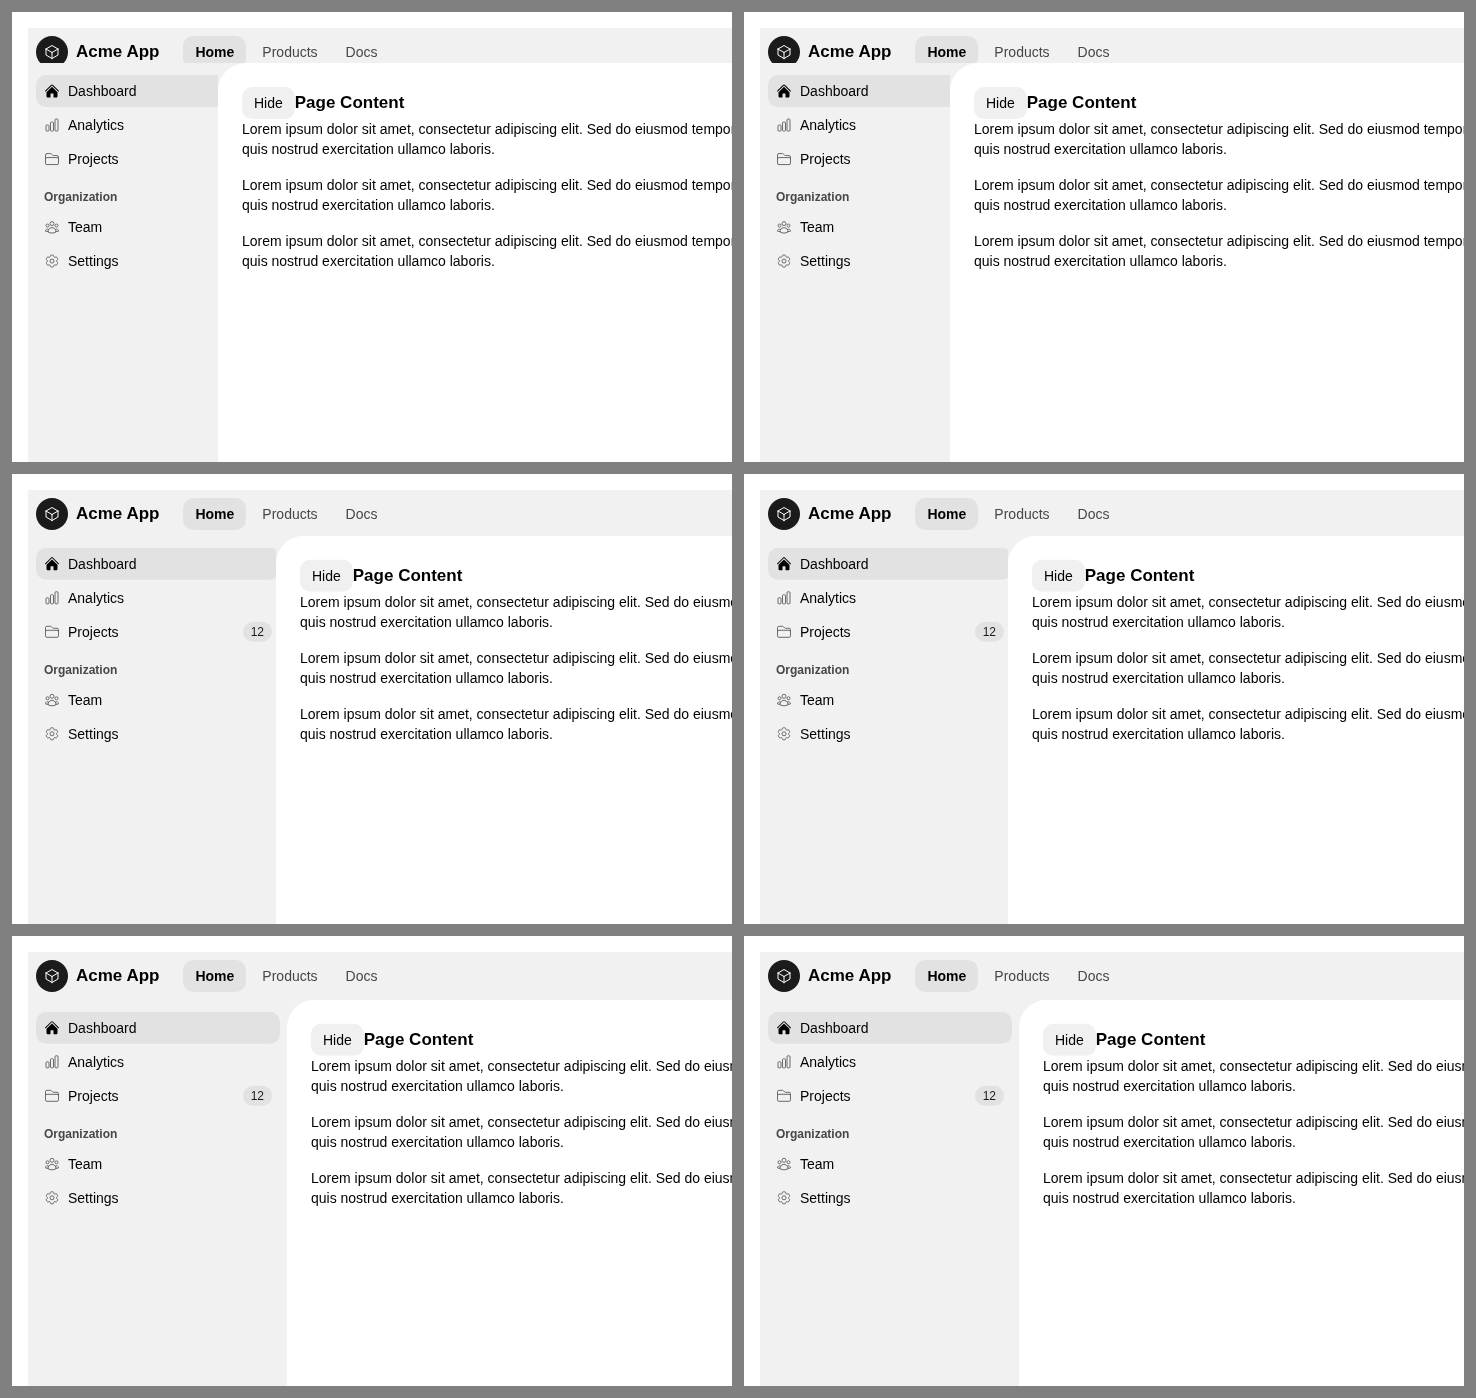 Acme App Home Products Docs
Dashboard
Analytics
Projects
Organization
Team
Settings
Hide Page Content
Lorem ipsum dolor sit amet, consectetur adipiscing elit. Sed do eiusmod tempor
quis nostrud exercitation ullamco laboris.
Lorem ipsum dolor sit amet, consectetur adipiscing elit. Sed do eiusmod tempor
quis nostrud exercitation ullamco laboris.
Lorem ipsum dolor sit amet, consectetur adipiscing elit. Sed do eiusmod tempor
quis nostrud exercitation ullamco laboris.
Acme App Home Products Docs
Dashboard
Analytics
Projects
Organization
Team
Settings
Hide Page Content
Lorem ipsum dolor sit amet, consectetur adipiscing elit. Sed do eiusmod tempor
quis nostrud exercitation ullamco laboris.
Lorem ipsum dolor sit amet, consectetur adipiscing elit. Sed do eiusmod tempor
quis nostrud exercitation ullamco laboris.
Lorem ipsum dolor sit amet, consectetur adipiscing elit. Sed do eiusmod tempor
quis nostrud exercitation ullamco laboris.
Acme App Home Products Docs
Dashboard
Analytics
Projects 12
Organization
Team
Settings
Hide Page Content
Lorem ipsum dolor sit amet, consectetur adipiscing elit. Sed do
quis nostrud exercitation ullamco laboris.
Lorem ipsum dolor sit amet, consectetur adipiscing elit. Sed do
quis nostrud exercitation ullamco laboris.
Lorem ipsum dolor sit amet, consectetur adipiscing elit. Sed do
quis nostrud exercitation ullamco laboris.
Acme App Home Products Docs
Dashboard
Analytics
Projects 12
Organization
Team
Settings
Hide Page Content
Lorem ipsum dolor sit amet, consectetur adipiscing elit. Sed do
quis nostrud exercitation ullamco laboris.
Lorem ipsum dolor sit amet, consectetur adipiscing elit. Sed do
quis nostrud exercitation ullamco laboris.
Lorem ipsum dolor sit amet, consectetur adipiscing elit. Sed do
quis nostrud exercitation ullamco laboris.
Acme App Home Products Docs
Dashboard
Analytics
Projects 12
Organization
Team
Settings
Hide Page Content
Lorem ipsum dolor sit amet, consectetur adipiscing elit. Sed do
quis nostrud exercitation ullamco laboris.
Lorem ipsum dolor sit amet, consectetur adipiscing elit. Sed do
quis nostrud exercitation ullamco laboris.
Lorem ipsum dolor sit amet, consectetur adipiscing elit. Sed do
quis nostrud exercitation ullamco laboris.
Acme App Home Products Docs
Dashboard
Analytics
Projects 12
Organization
Team
Settings
Hide Page Content
Lorem ipsum dolor sit amet, consectetur adipiscing elit. Sed do
quis nostrud exercitation ullamco laboris.
Lorem ipsum dolor sit amet, consectetur adipiscing elit. Sed do
quis nostrud exercitation ullamco laboris.
Lorem ipsum dolor sit amet, consectetur adipiscing elit. Sed do
quis nostrud exercitation ullamco laboris.